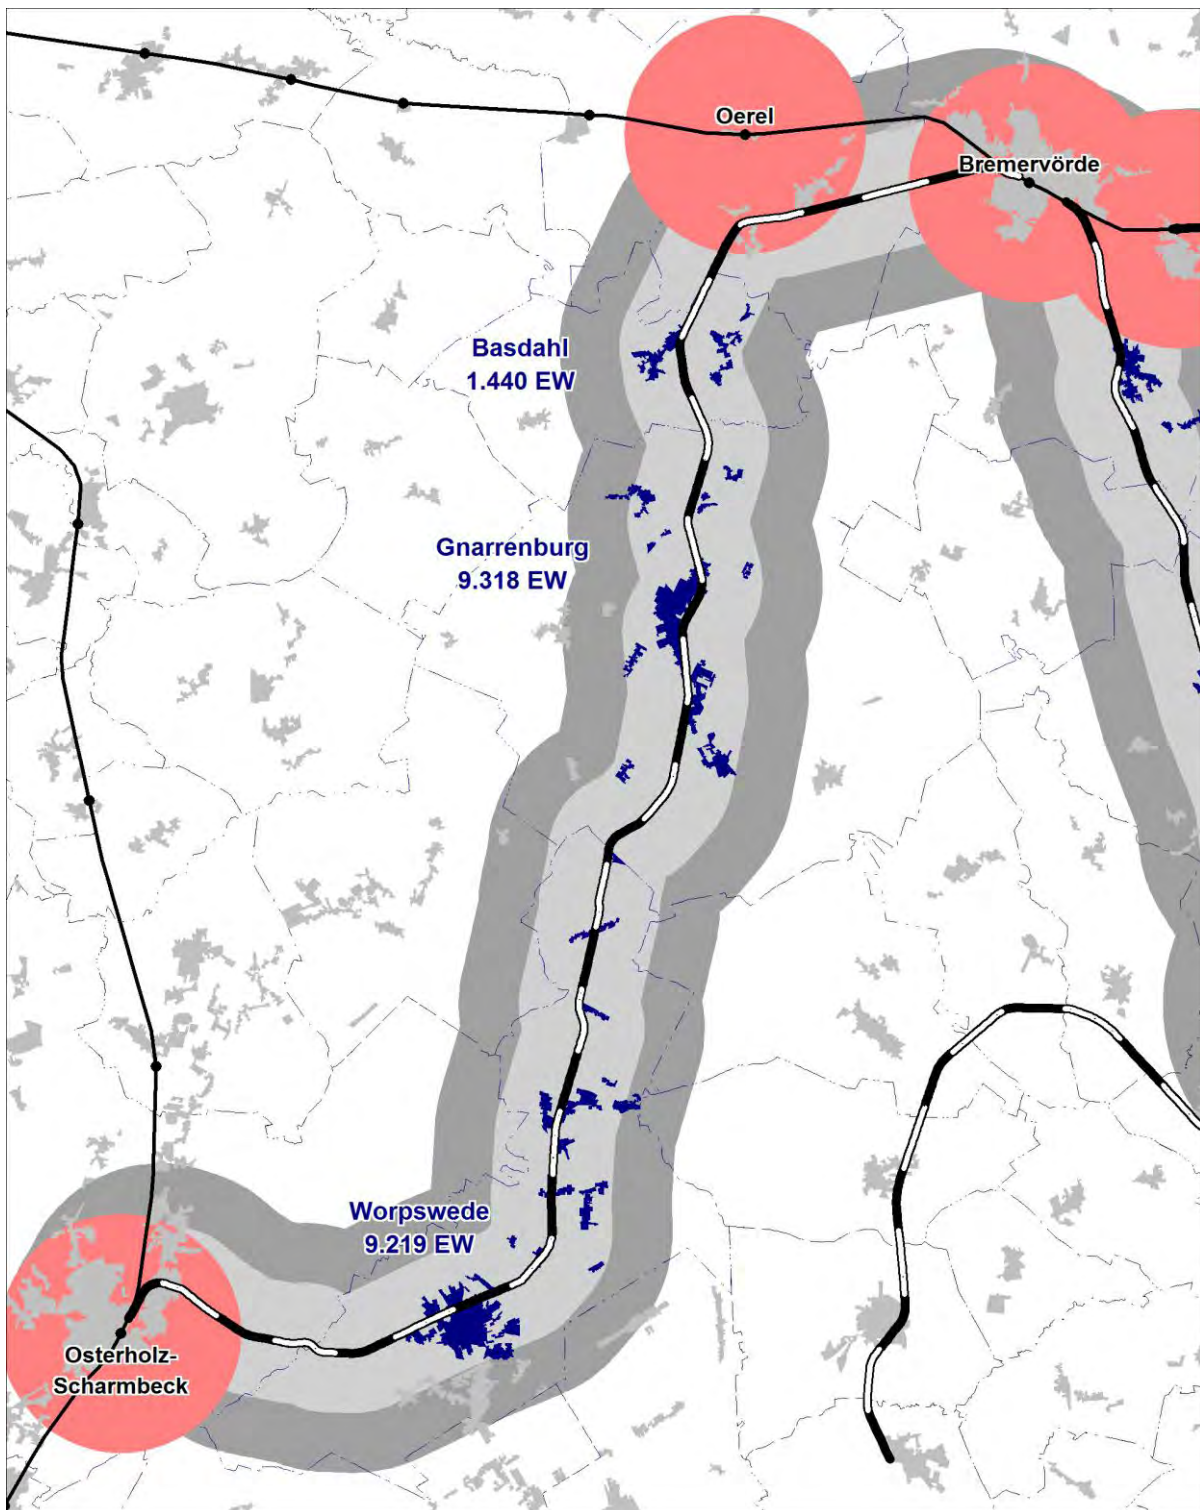 Oerel
Bremervörde
Basdahl
1.440 EW
Gnarrenburg
9.318 EW
Worpswede
9.219 EW
Osterholz-
Scharmbeck